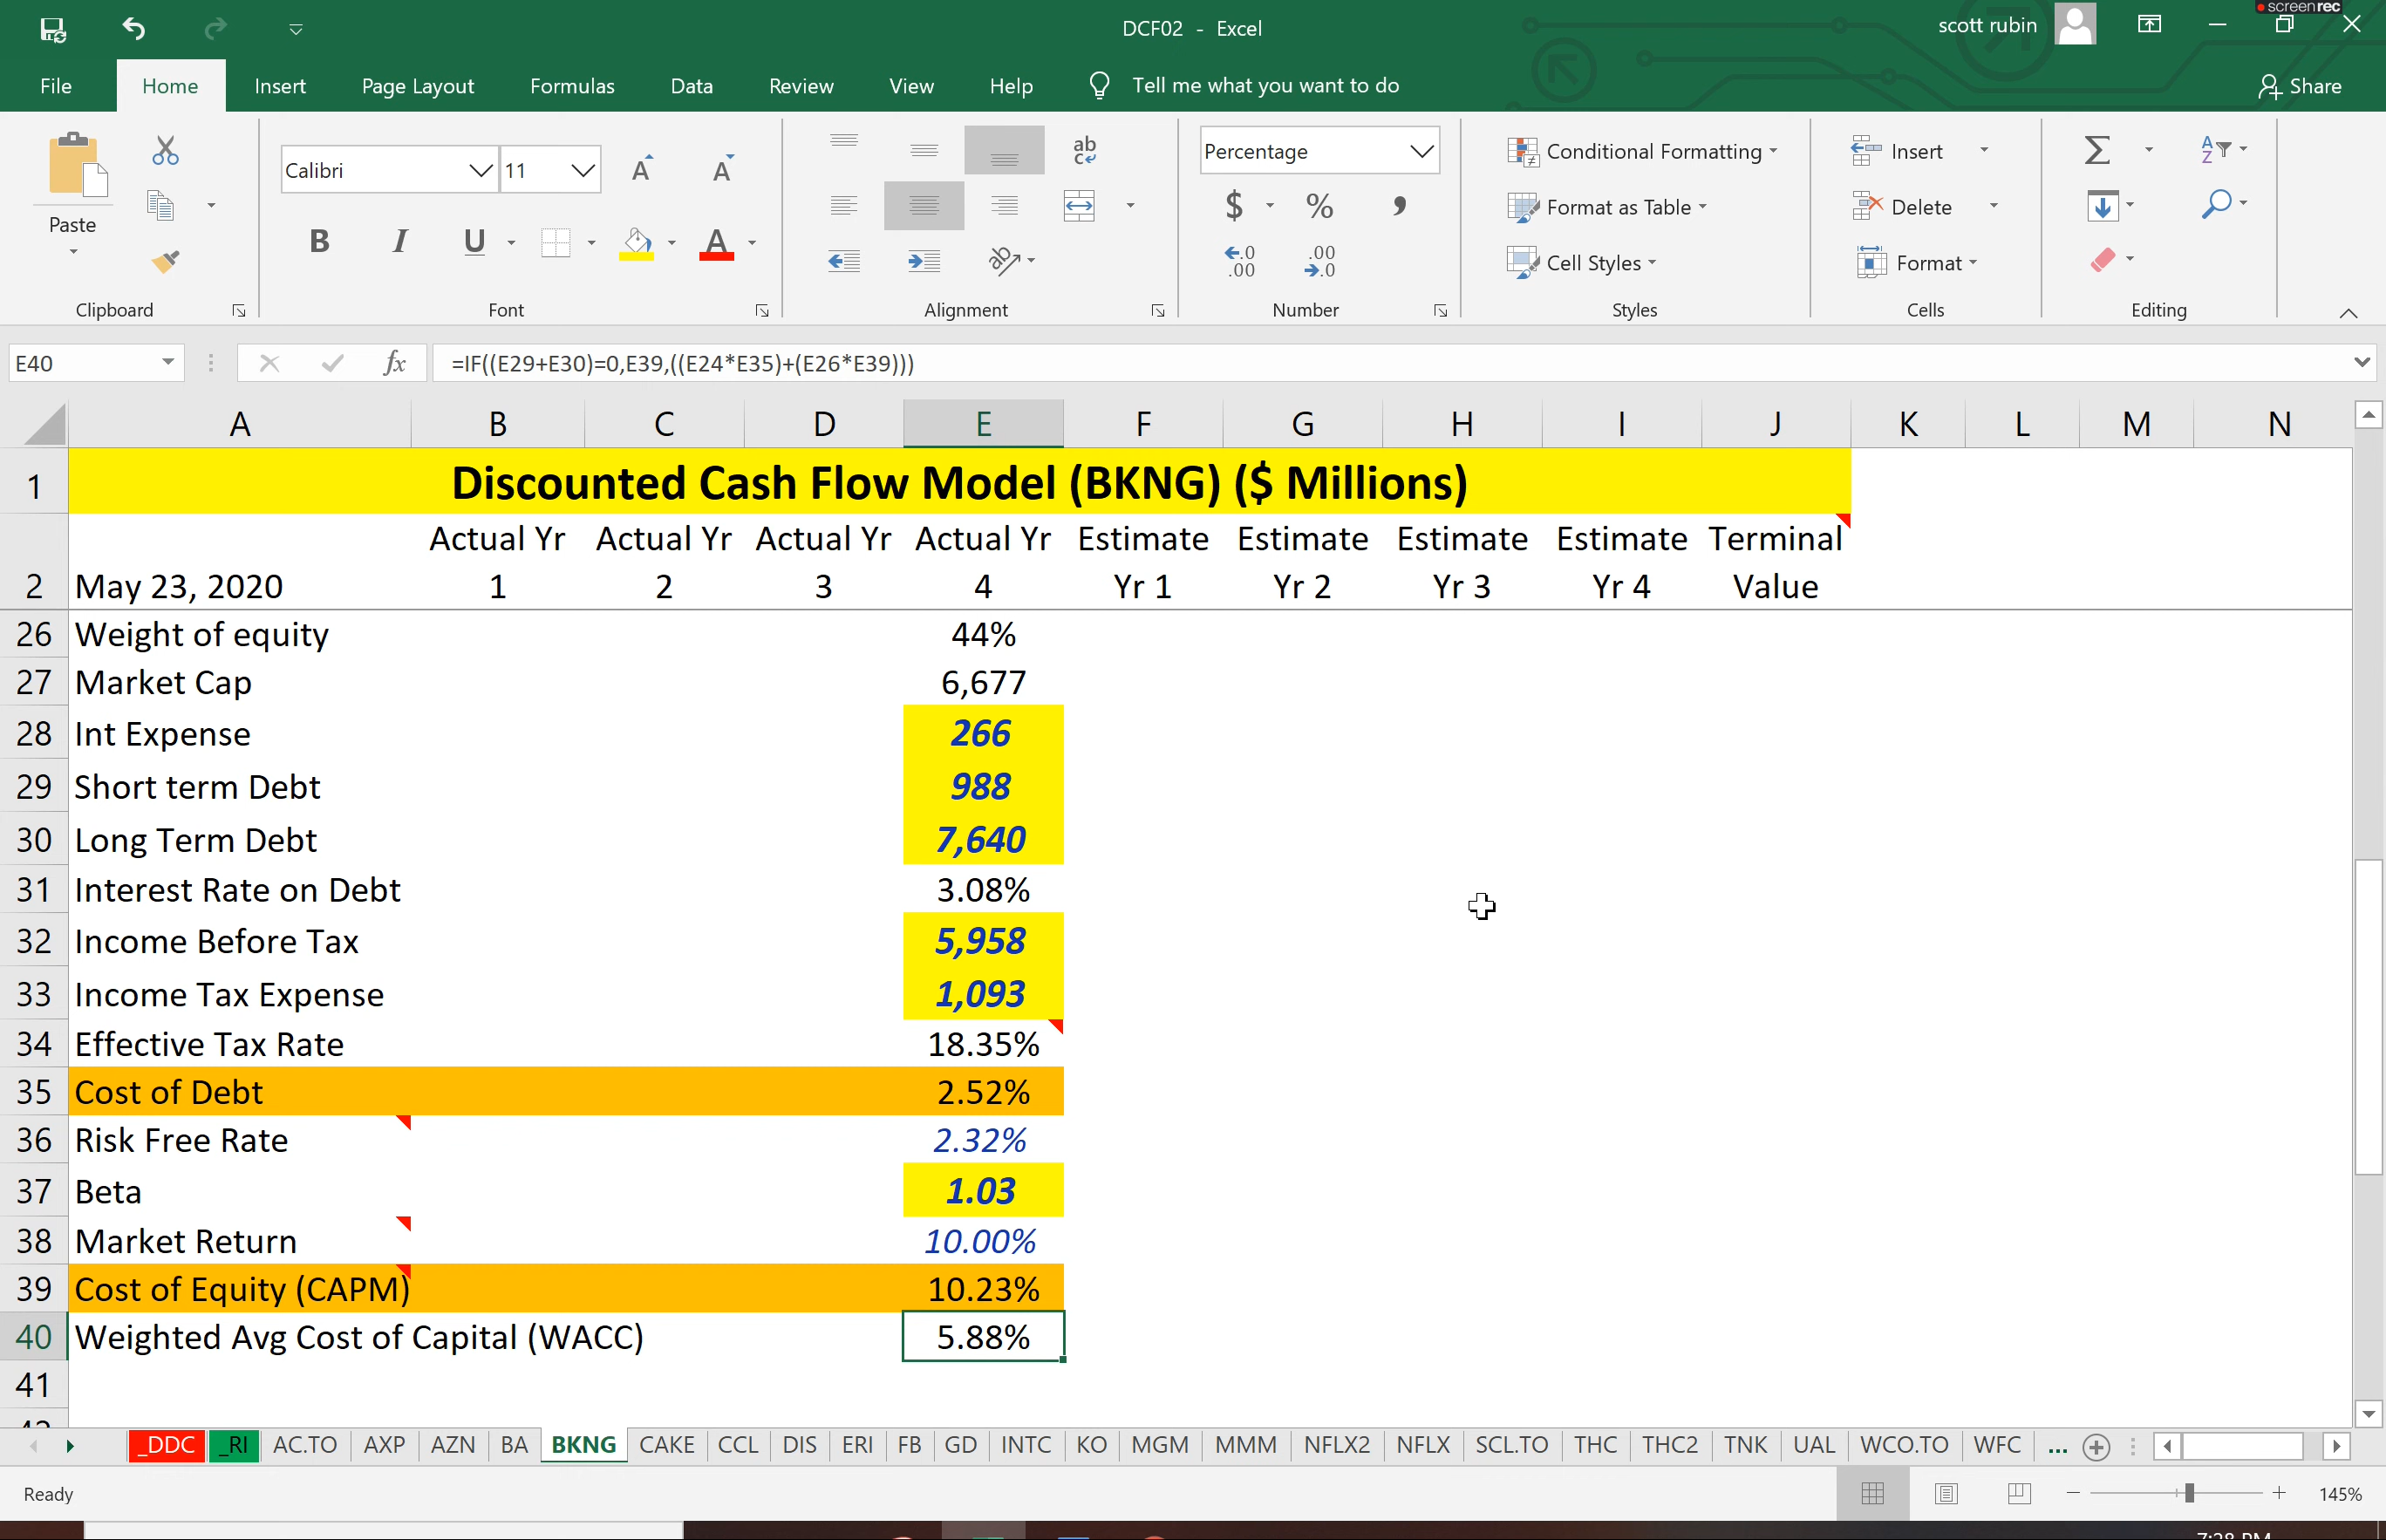 DCF02 - Excel
scott rubin
screenrec
File Home Insert Page Layout Formulas Data Review View Help Tell me what you want to do Share
Paste
Clipboard
Calibri 11
B I U A
Font
ab
Alignment
Percentage
$ % ,
Number
Conditional Formatting
Format as Table
Cell Styles
Styles
Insert
Delete
Format
Cells
Editing
E40 fx =IF((E29+E30)=0,E39,((E24*E35)+(E26*E39)))
A B C D E F G H I J K L M N
1 Discounted Cash Flow Model (BKNG) ($ Millions)
Actual Yr Actual Yr Actual Yr Actual Yr Estimate Estimate Estimate Estimate Terminal
2 May 23, 2020 1 2 3 4 Yr 1 Yr 2 Yr 3 Yr 4 Value
26 Weight of equity 44%
27 Market Cap 6,677
28 Int Expense 266
29 Short term Debt 988
30 Long Term Debt 7,640
31 Interest Rate on Debt 3.08%
32 Income Before Tax 5,958
33 Income Tax Expense 1,093
34 Effective Tax Rate 18.35%
35 Cost of Debt 2.52%
36 Risk Free Rate 2.32%
37 Beta 1.03
38 Market Return 10.00%
39 Cost of Equity (CAPM) 10.23%
40 Weighted Avg Cost of Capital (WACC) 5.88%
41
_DDC _RI AC.TO AXP AZN BA BKNG CAKE CCL DIS ERI FB GD INTC KO MGM MMM NFLX2 NFLX SCL.TO THC THC2 TNK UAL WCO.TO WFC ...
Ready 145%